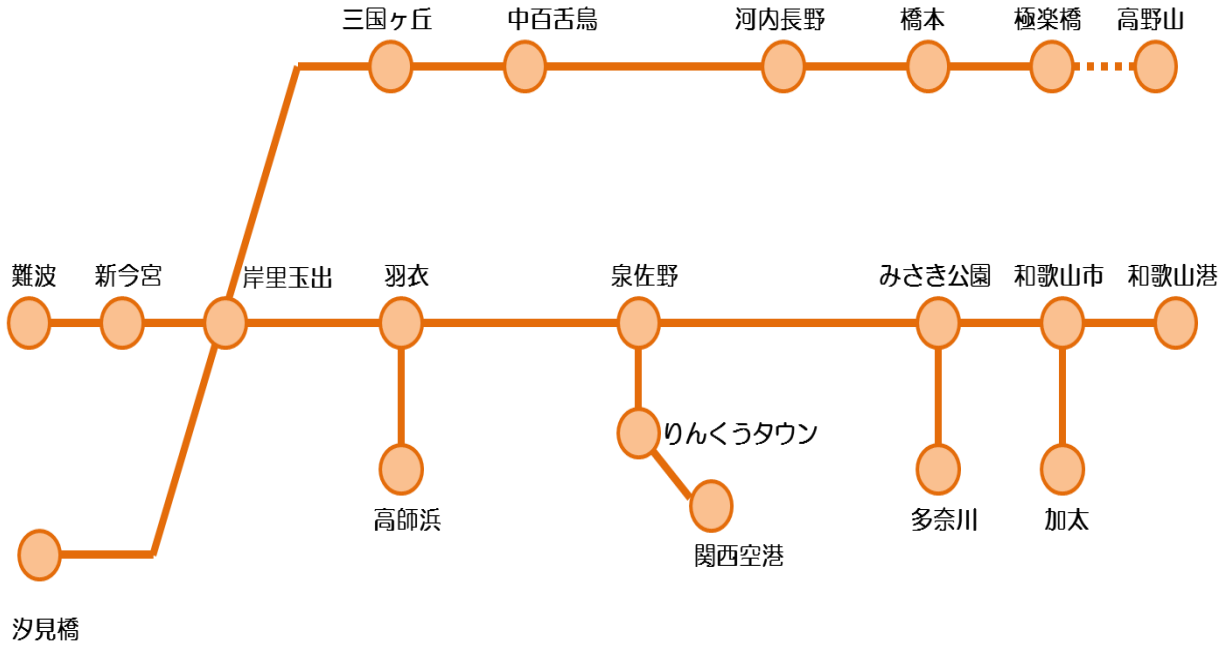 三国ヶ丘
中百舌鳥
河内長野
橋本
極楽橋
高野山
難波
新今宮
岸里玉出
羽衣
泉佐野
みさき公園
和歌山市
和歌山港
りんくうタウン
高師浜
関西空港
多奈川
加太
汐見橋